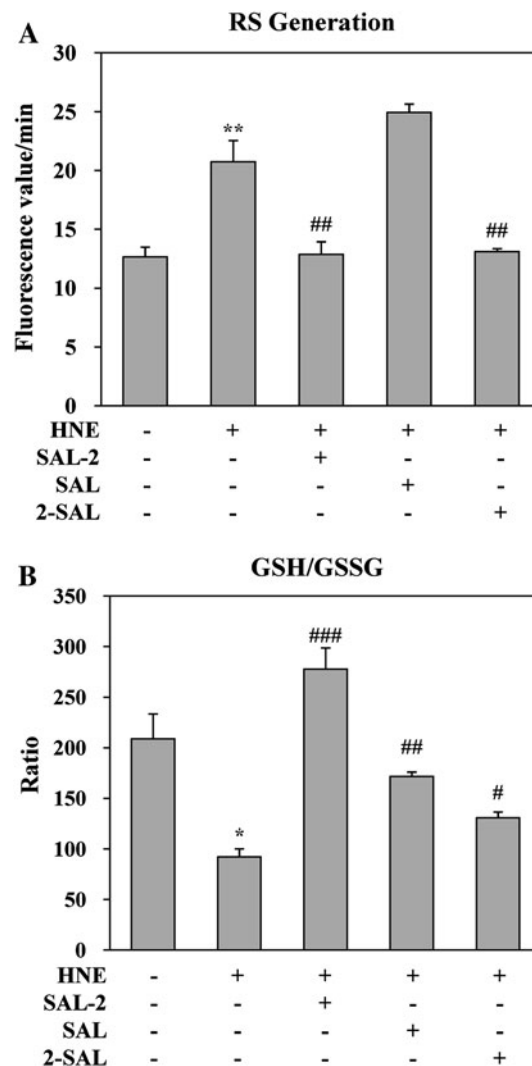 A
RS Generation
Fluorescence value/min
30
25
20
15
10
5
0
**
##
##
HNE - + + + +
SAL-2 - - + - -
SAL - - - + -
2-SAL - - - - +
B
GSH/GSSG
Ratio
350
300
250
200
150
100
50
0
*
###
##
#
HNE - + + + +
SAL-2 - - + - -
SAL - - - + -
2-SAL - - - - +